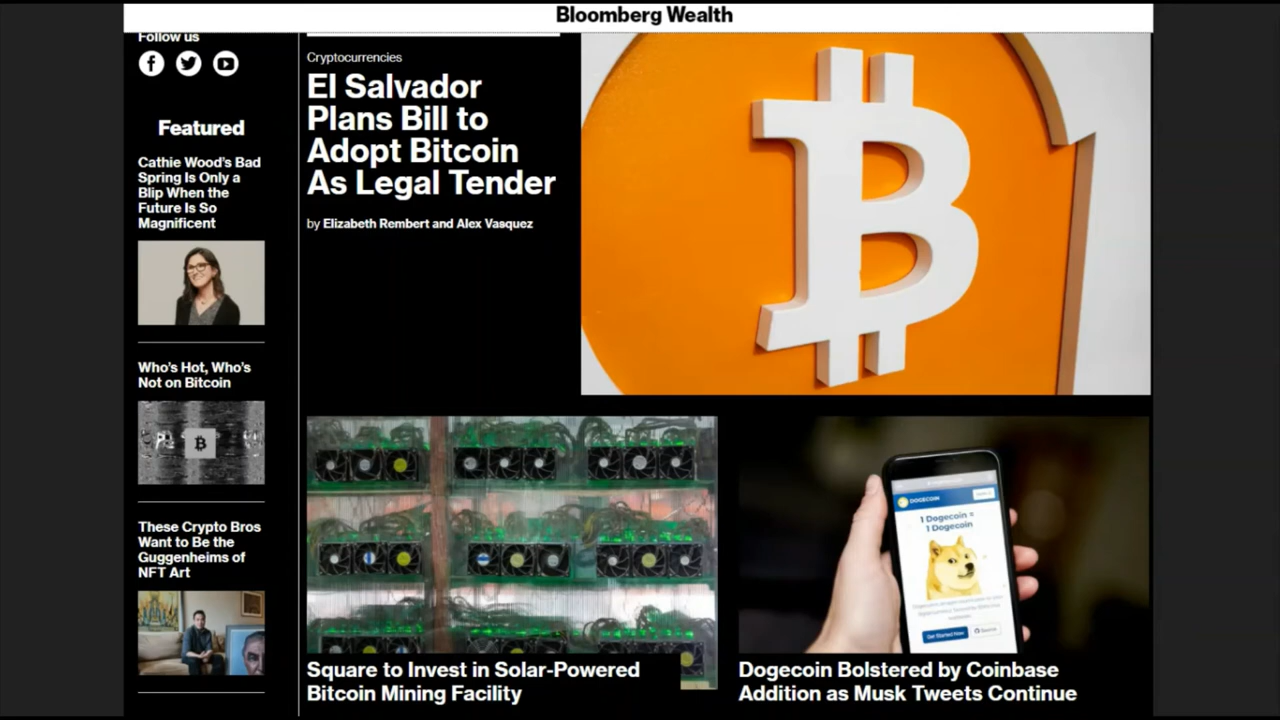 Bloomberg Wealth
Follow us
Featured
Cathie Wood's Bad
Spring Is Only a
Blip When the
Future Is So
Magnificent
Who's Hot, Who's
Not on Bitcoin
These Crypto Bros
Want to Be the
Guggenheims of
NFT Art
Cryptocurrencies
El Salvador
Plans Bill to
Adopt Bitcoin
As Legal Tender
by Elizabeth Rembert and Alex Vasquez
Square to Invest in Solar-Powered
Bitcoin Mining Facility
DOGECOIN
1 Dogecoin =
1 Dogecoin
Get Started Now
Dogecoin Bolstered by Coinbase
Addition as Musk Tweets Continue